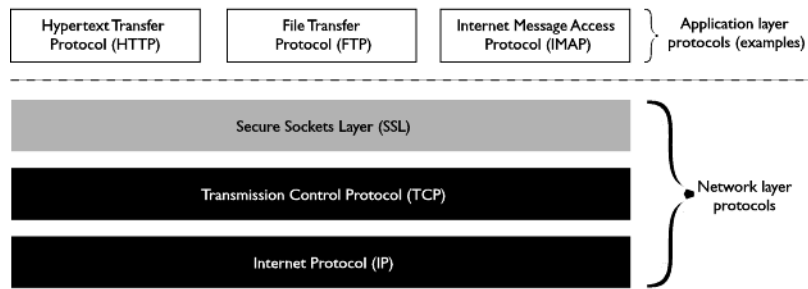 Hypertext Transfer
Protocol (HTTP)
File Transfer
Protocol (FTP)
Internet Message Access
Protocol (IMAP)
Application layer
protocols (examples)
Secure Sockets Layer (SSL)
Transmission Control Protocol (TCP)
Internet Protocol (IP)
Network layer
protocols